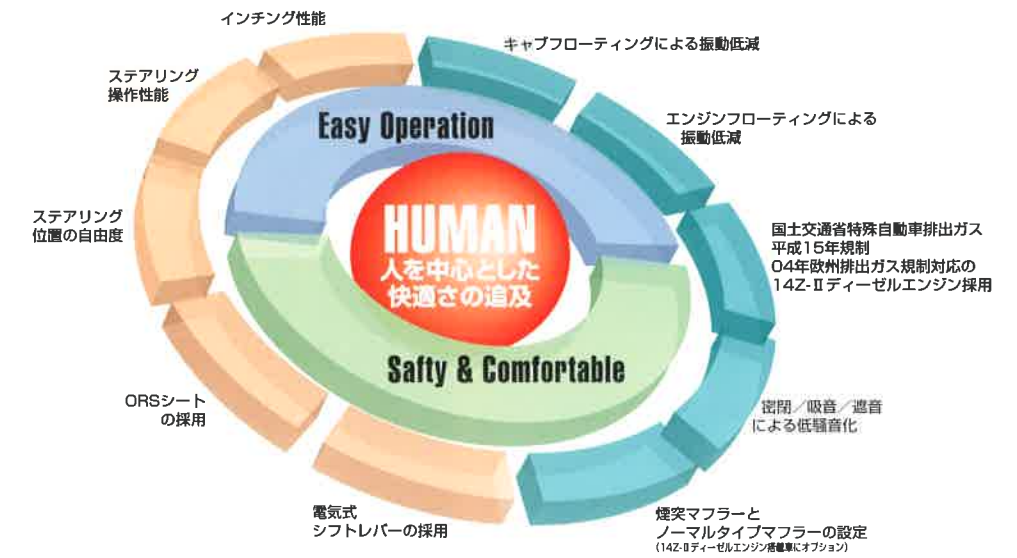 インチング性能
キャブフローティングによる振動低減
ステアリング
操作性能
エンジンフローティングによる
振動低減
Easy Operation
ステアリング
位置の自由度
HUMAN
人を中心とした
快適さの追及
国土交通省特殊自動車排出ガス
平成15年規制
04年欧州排出ガス規制対応の
14Z-Ⅱディーゼルエンジン採用
Safty & Comfortable
ORSシート
の採用
密閉／吸音／遮音
による低騒音化
電気式
シフトレバーの採用
煙突マフラーと
ノーマルタイプマフラーの設定
(14Z-Ⅱディーゼルエンジン搭載車にオプション)